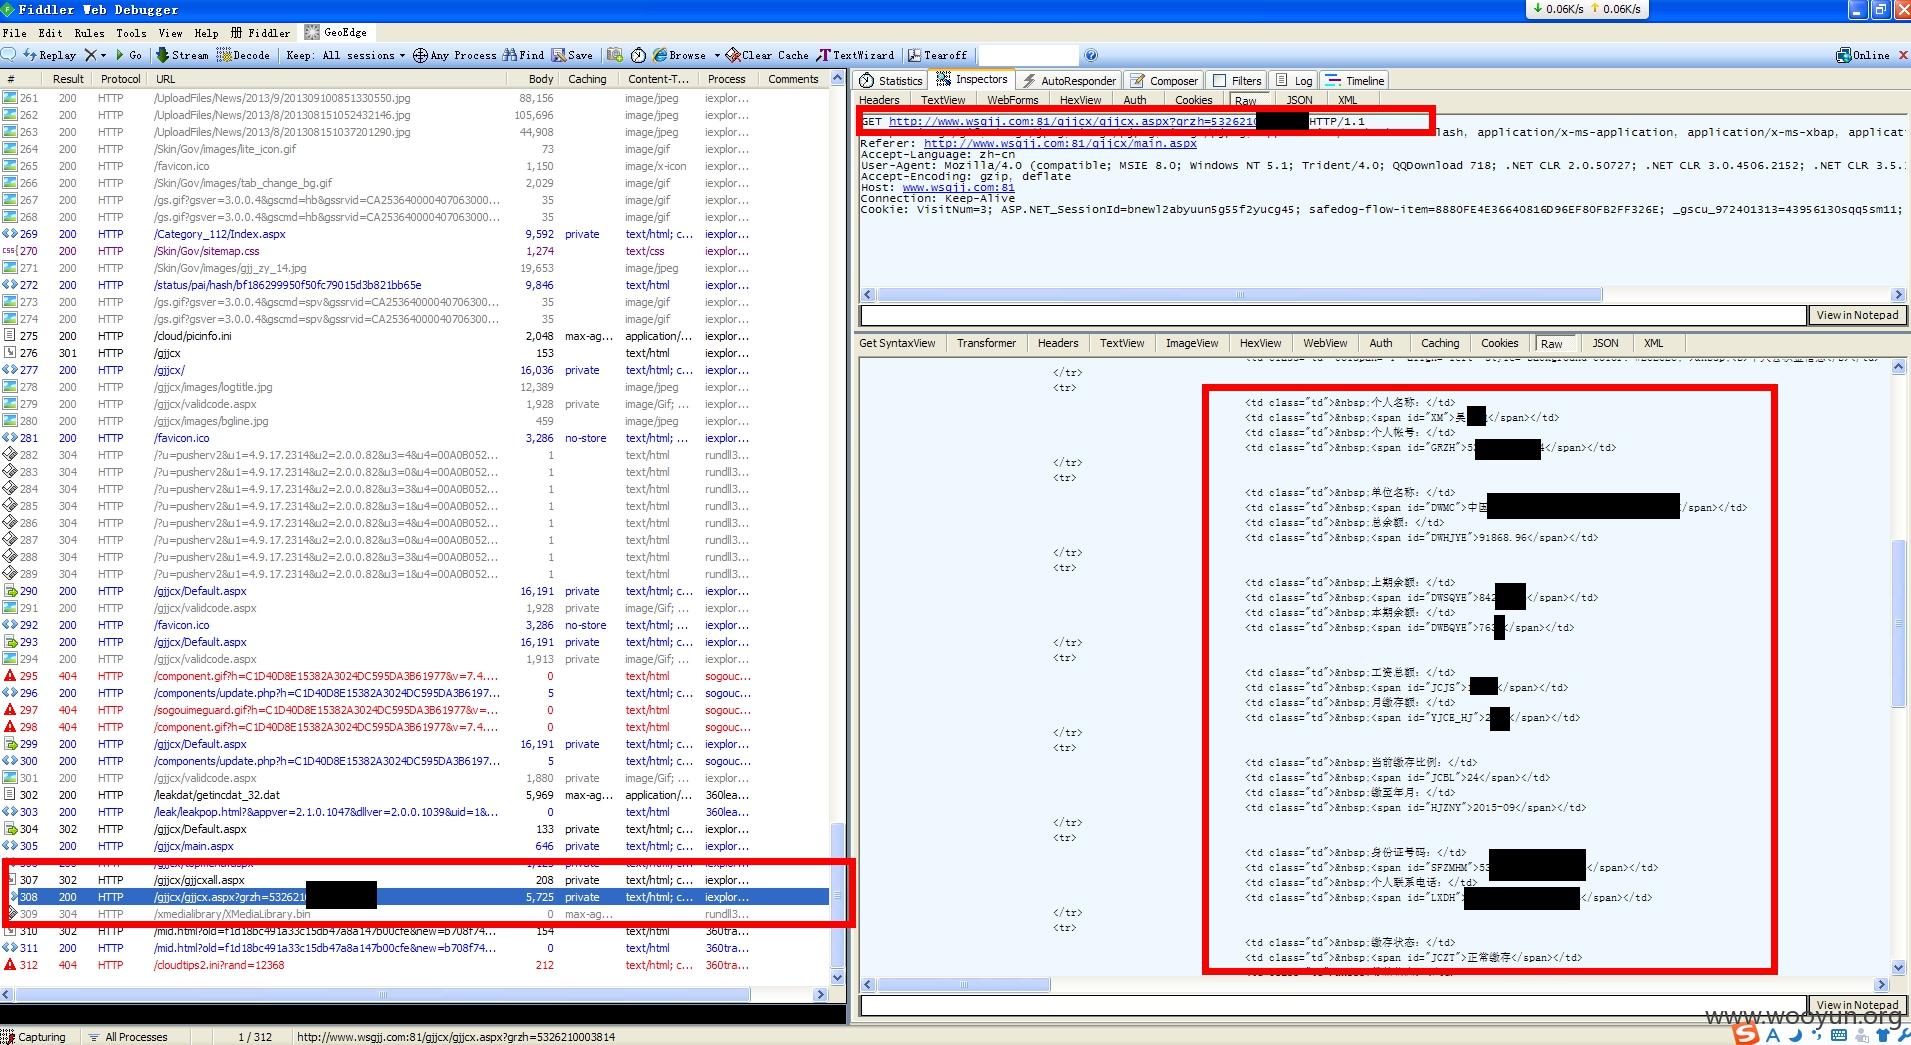 Fiddler Web Debugger
0.06K/s 0.06K/s
File Edit Rules Tools View Help Fiddler GeoEdge
Replay Go Stream Decode Keep: All sessions Any Process Find Save Browse Clear Cache TextWizard Tearoff Online
# Result Protocol URL Body Caching Content-T... Process Comments
261 200 HTTP /UploadFiles/News/2013/9/201309100851330550.jpg 88,156 image/jpeg iexplor...
262 200 HTTP /UploadFiles/News/2013/8/201308151052432146.jpg 105,696 image/jpeg iexplor...
263 200 HTTP /UploadFiles/News/2013/8/201308151037201290.jpg 44,908 image/jpeg iexplor...
264 200 HTTP /Skin/Gov/images/lite_icon.gif 73 image/gif iexplor...
265 200 HTTP /favicon.ico 1,150 image/x-icon iexplor...
266 200 HTTP /Skin/Gov/images/tab_change_bg.gif 2,029 image/gif iexplor...
267 200 HTTP /gs.gif?gsver=3.0.0.4&gscmd=hb&gssrvid=CA253640000407063000... 35 image/gif iexplor...
268 200 HTTP /gs.gif?gsver=3.0.0.4&gscmd=hb&gssrvid=CA253640000407063000... 35 image/gif iexplor...
269 200 HTTP /Category_112/Index.aspx 9,592 private text/html; c... iexplor...
270 200 HTTP /Skin/Gov/sitemap.css 1,274 text/css iexplor...
271 200 HTTP /Skin/Gov/images/gjj_zy_14.jpg 19,653 image/jpeg iexplor...
272 200 HTTP /status/pai/hash/bf186299950f50fc79015d3b821bb65e 9,846 text/html iexplor...
273 200 HTTP /gs.gif?gsver=3.0.0.4&gscmd=spv&gssrvid=CA25364000040706300... 35 image/gif iexplor...
274 200 HTTP /gs.gif?gsver=3.0.0.4&gscmd=spv&gssrvid=CA25364000040706300... 35 image/gif iexplor...
275 200 HTTP /cloud/picinfo.ini 2,048 max-ag... application/... iexplor...
276 301 HTTP /gjjcx 153 text/html iexplor...
277 200 HTTP /gjjcx/ 16,036 private text/html; c... iexplor...
278 200 HTTP /gjjcx/images/logtitle.jpg 12,389 image/jpeg iexplor...
279 200 HTTP /gjjcx/validcode.aspx 1,928 private image/Gif; ... iexplor...
280 200 HTTP /gjjcx/images/bgline.jpg 459 image/jpeg iexplor...
281 200 HTTP /favicon.ico 3,286 no-store text/html; ... iexplor...
282 304 HTTP /?u=pusherv2&u1=4.9.17.2314&u2=2.0.0.82&u3=4&u4=00A0B052... 1 text/html rundll3...
283 304 HTTP /?u=pusherv2&u1=4.9.17.2314&u2=2.0.0.82&u3=3&u4=00A0B052... 1 text/html rundll3...
284 304 HTTP /?u=pusherv2&u1=4.9.17.2314&u2=2.0.0.82&u3=3&u4=00A0B052... 1 text/html rundll3...
285 304 HTTP /?u=pusherv2&u1=4.9.17.2314&u2=2.0.0.82&u3=1&u4=00A0B052... 1 text/html rundll3...
286 304 HTTP /?u=pusherv2&u1=4.9.17.2314&u2=2.0.0.82&u3=4&u4=00A0B052... 1 text/html rundll3...
287 304 HTTP /?u=pusherv2&u1=4.9.17.2314&u2=2.0.0.82&u3=3&u4=00A0B052... 1 text/html rundll3...
288 304 HTTP /?u=pusherv2&u1=4.9.17.2314&u2=2.0.0.82&u3=3&u4=00A0B052... 1 text/html rundll3...
289 304 HTTP /?u=pusherv2&u1=4.9.17.2314&u2=2.0.0.82&u3=1&u4=00A0B052... 1 text/html rundll3...
290 200 HTTP /gjjcx/Default.aspx 16,191 private text/html; c... iexplor...
291 200 HTTP /gjjcx/validcode.aspx 1,928 private image/Gif; ... iexplor...
292 200 HTTP /favicon.ico 3,286 no-store text/html; ... iexplor...
293 200 HTTP /gjjcx/Default.aspx 16,191 private text/html; c... iexplor...
294 200 HTTP /gjjcx/validcode.aspx 1,913 private image/Gif; ... iexplor...
295 404 HTTP /component.gif?h=C1D40D8E15382A3024DC595DA3B61977&v=7.4.... 0 text/html sogouc...
296 200 HTTP /components/update.php?h=C1D40D8E15382A3024DC595DA3B6197... 5 text/html; c... sogouc...
297 404 HTTP /sogouimeguard.gif?h=C1D40D8E15382A3024DC595DA3B61977&v=... 0 text/html sogouc...
298 404 HTTP /component.gif?h=C1D40D8E15382A3024DC595DA3B61977&v=7.4.... 0 text/html sogouc...
299 200 HTTP /gjjcx/Default.aspx 16,191 private text/html; c... iexplor...
300 200 HTTP /components/update.php?h=C1D40D8E15382A3024DC595DA3B6197... 5 text/html; c... sogouc...
301 200 HTTP /gjjcx/validcode.aspx 1,880 private image/Gif; ... iexplor...
302 200 HTTP /leakdat/getincdat_32.dat 5,969 max-ag... application/... 360lea...
303 200 HTTP /leak/leakpop.html?&appver=2.1.0.1047&dllver=2.0.0.1039&uid=1&... 0 text/html; c... 360lea...
304 302 HTTP /gjjcx/Default.aspx 133 private text/html; c... iexplor...
305 200 HTTP /gjjcx/main.aspx 646 private text/html; c... iexplor...
307 302 HTTP /gjjcx/gjjcxall.aspx 208 private text/html; c... iexplor...
308 200 HTTP /gjjcx/gjjcx.aspx?grzh=532621 5,725 private text/html; c... iexplor...
309 304 HTTP /xmedialibrary/XMediaLibrary.bin 0 max-ag... rundll3...
310 302 HTTP /mid.html?old=f1d18bc491a33c15db47a8a147b00cfe&new=b708f74... 154 text/html 360tra...
311 200 HTTP /mid.html?old=f1d18bc491a33c15db47a8a147b00cfe&new=b708f74... 0 text/html; c... 360tra...
312 404 HTTP /cloudtips2.ini?rand=12368 212 text/html; c... 360tra...
Statistics Inspectors AutoResponder Composer Filters Log Timeline
Headers TextView WebForms HexView Auth Cookies Raw JSON XML
GET http://www.wsgjj.com:81/gjjcx/gjjcx.aspx?grzh=532621 HTTP/1.1
lash, application/x-ms-application, application/x-ms-xbap, applicat
Referer: http://www.wsgjj.com:81/gjjcx/main.aspx
Accept-Language: zh-cn
User-Agent: Mozilla/4.0 (compatible; MSIE 8.0; Windows NT 5.1; Trident/4.0; QQDownload 718; .NET CLR 2.0.50727; .NET CLR 3.0.4506.2152; .NET CLR 3.5.
Accept-Encoding: gzip, deflate
Host: www.wsgjj.com:81
Connection: Keep-Alive
Cookie: VisitNum=3; ASP.NET_SessionId=bnewl2abyuun5g55f2yucg45; safedog-flow-item=8880FE4E36640816D96EF80FB2FF326E; _gscu_972401313=43956130sqq5sm11;
View in Notepad
Get SyntaxView Transformer Headers TextView ImageView HexView WebView Auth Caching Cookies Raw JSON XML
</tr>
<tr>
<td class="td">&nbsp;个人名称：</td>
<td class="td">&nbsp;<span id="XM">吴 </span></td>
<td class="td">&nbsp;个人帐号：</td>
<td class="td">&nbsp;<span id="GRZH">5 4</span></td>
</tr>
<tr>
<td class="td">&nbsp;单位名称：</td>
<td class="td">&nbsp;<span id="DWMC">中国 </span></td>
<td class="td">&nbsp;总余额：</td>
<td class="td">&nbsp;<span id="DWHJYE">91868.96</span></td>
</tr>
<tr>
<td class="td">&nbsp;上期余额：</td>
<td class="td">&nbsp;<span id="DWSQYE">842 </span></td>
<td class="td">&nbsp;本期余额：</td>
<td class="td">&nbsp;<span id="DWBQYE">763 </span></td>
</tr>
<tr>
<td class="td">&nbsp;工资总额：</td>
<td class="td">&nbsp;<span id="JCJS"> </span></td>
<td class="td">&nbsp;月缴存额：</td>
<td class="td">&nbsp;<span id="YJCE_HJ">2 </span></td>
</tr>
<tr>
<td class="td">&nbsp;当前缴存比例：</td>
<td class="td">&nbsp;<span id="JCBL">24</span></td>
<td class="td">&nbsp;缴至年月：</td>
<td class="td">&nbsp;<span id="HJZNY">2015-09</span></td>
</tr>
<tr>
<td class="td">&nbsp;身份证号码：</td>
<td class="td">&nbsp;<span id="SFZMHM">53 </span></td>
<td class="td">&nbsp;个人联系电话：</td>
<td class="td">&nbsp;<span id="LXDH"> </span></td>
</tr>
<tr>
<td class="td">&nbsp;缴存状态：</td>
<td class="td">&nbsp;<span id="JCZT">正常缴存</span></td>
View in Notepad
www.wooyun.org
Capturing All Processes 1 / 312 http://www.wsgjj.com:81/gjjcx/gjjcx.aspx?grzh=5326210003814